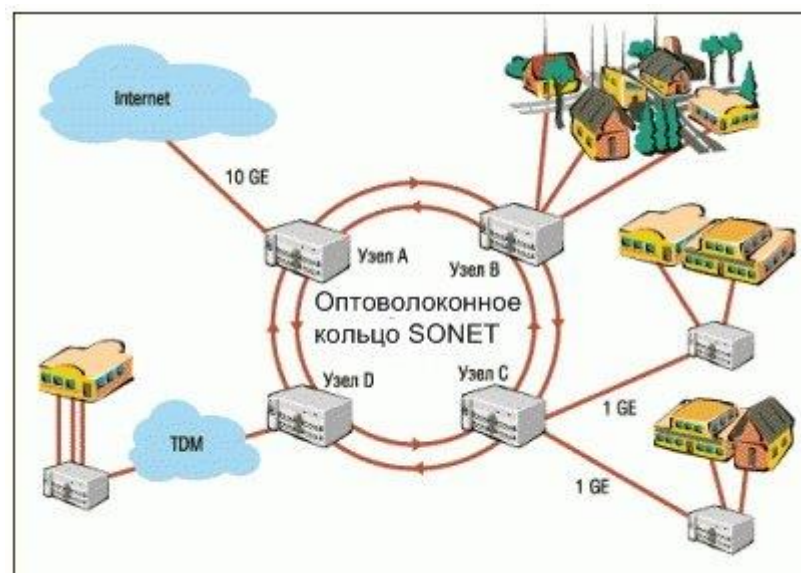 Internet
10 GE
Узел A
Узел B
Оптоволоконное
кольцо SONET
Узел D
Узел C
TDM
1 GE
1 GE